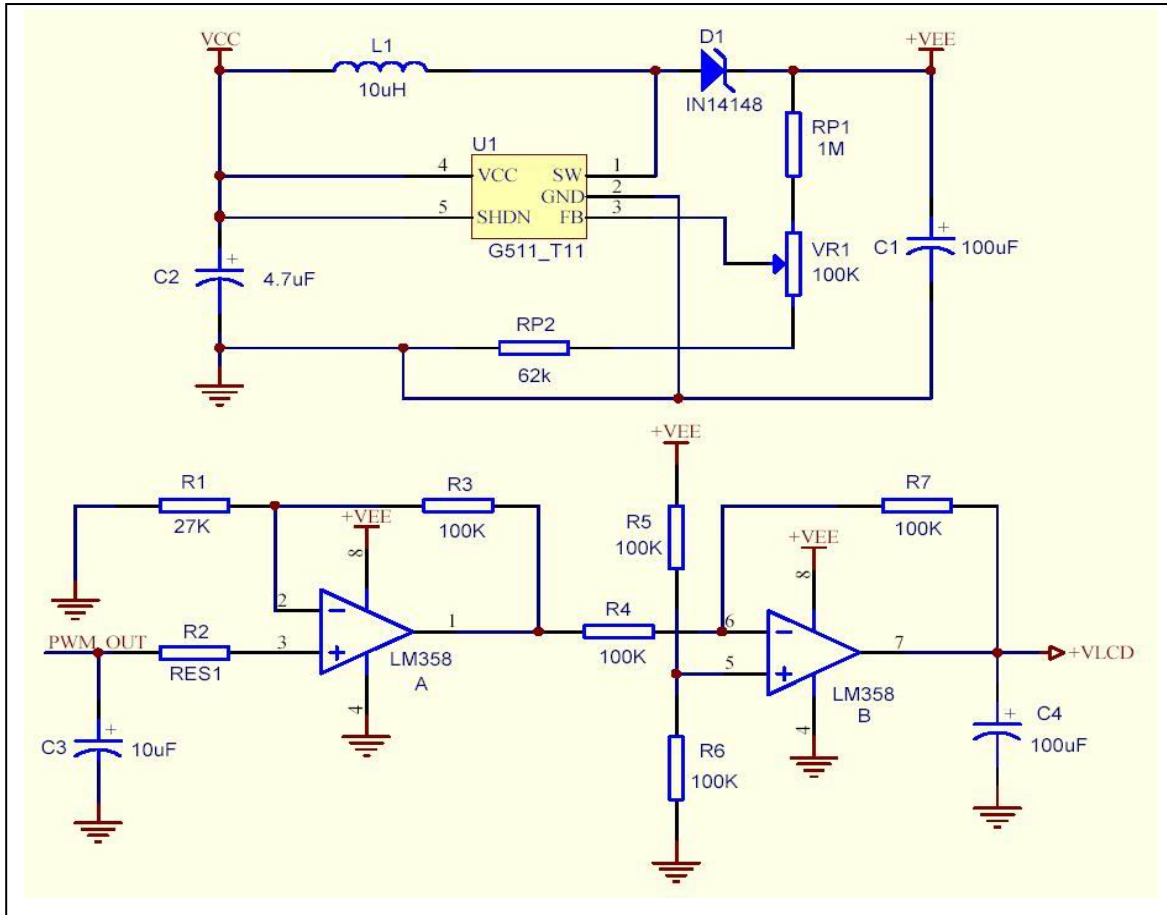 VCC
L1
10uH
D1
IN14148
+VEE
RP1
1M
U1
4
VCC
SW
1
GND
2
5
SHDN
FB
3
G511_T11
VR1
100K
C1
100uF
C2
4.7uF
RP2
62k
+VEE
R1
27K
R3
100K
+VEE
8
2
3
1
4
LM358
A
PWM_OUT
R2
RES1
C3
10uF
R4
100K
R5
100K
R6
100K
R7
100K
+VEE
8
6
5
7
4
LM358
B
+VLCD
C4
100uF